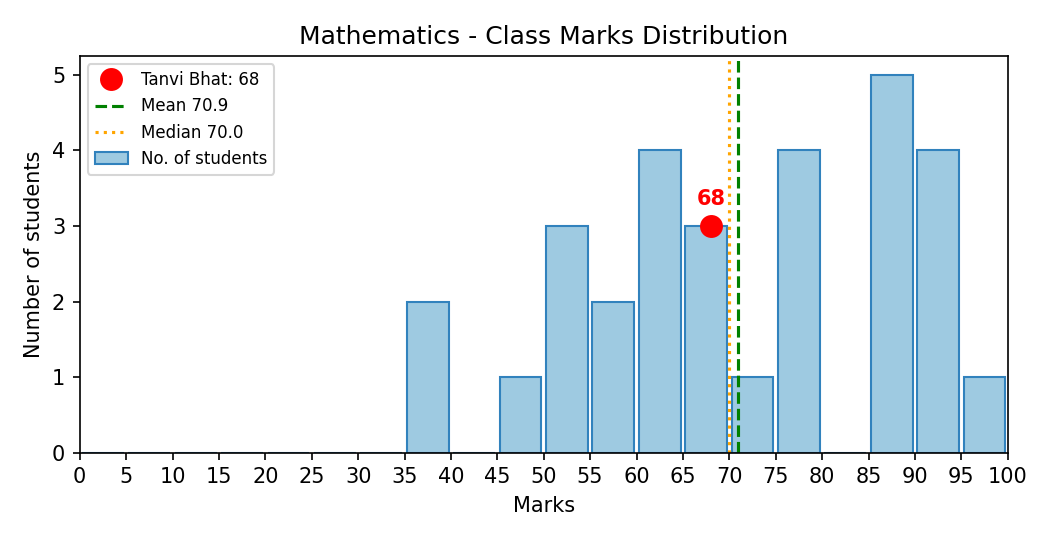 Mathematics - Class Marks Distribution
Tanvi Bhat: 68
Mean 70.9
Median 70.0
No. of students
Number of students
5
4
3
2
1
0
68
0 5 10 15 20 25 30 35 40 45 50 55 60 65 70 75 80 85 90 95 100
Marks